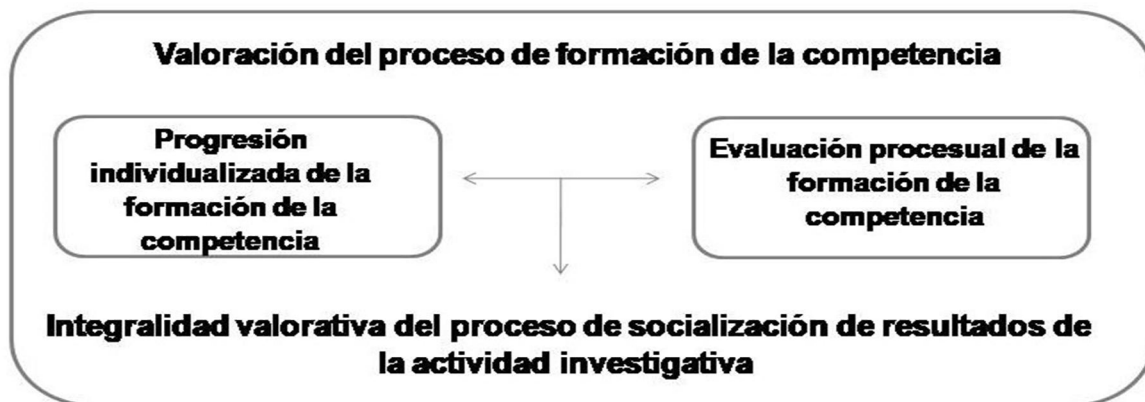 Valoración del proceso de formación de la competencia
Progresión
individualizada de la
formación de la
competencia
Evaluación procesual de la
formación de la
competencia
Integralidad valorativa del proceso de socialización de resultados de
la actividad investigativa